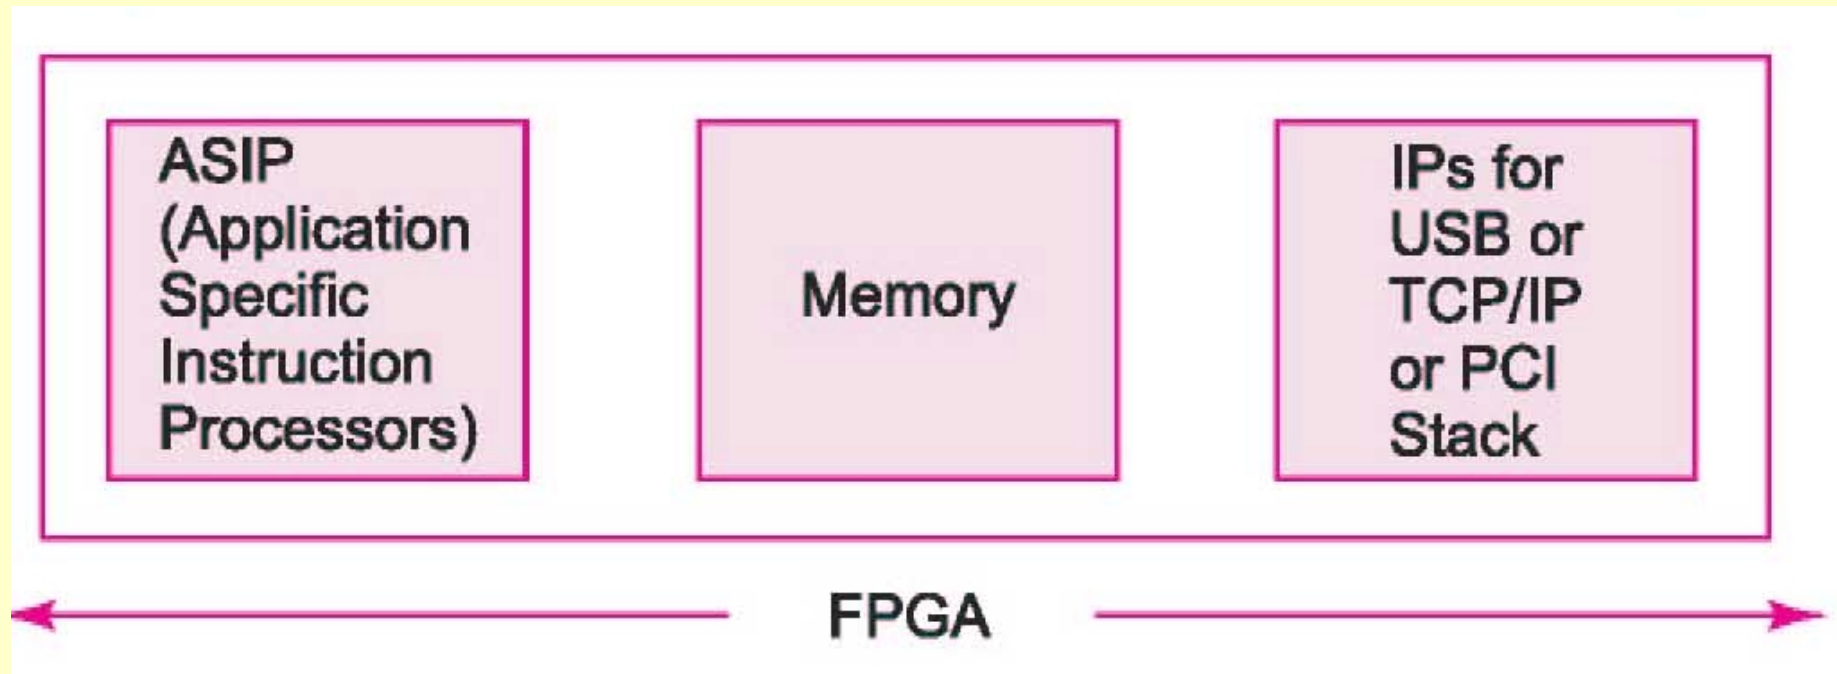 ASIP
(Application
Specific
Instruction
Processors)
Memory
IPs for
USB or
TCP/IP
or PCI
Stack
FPGA